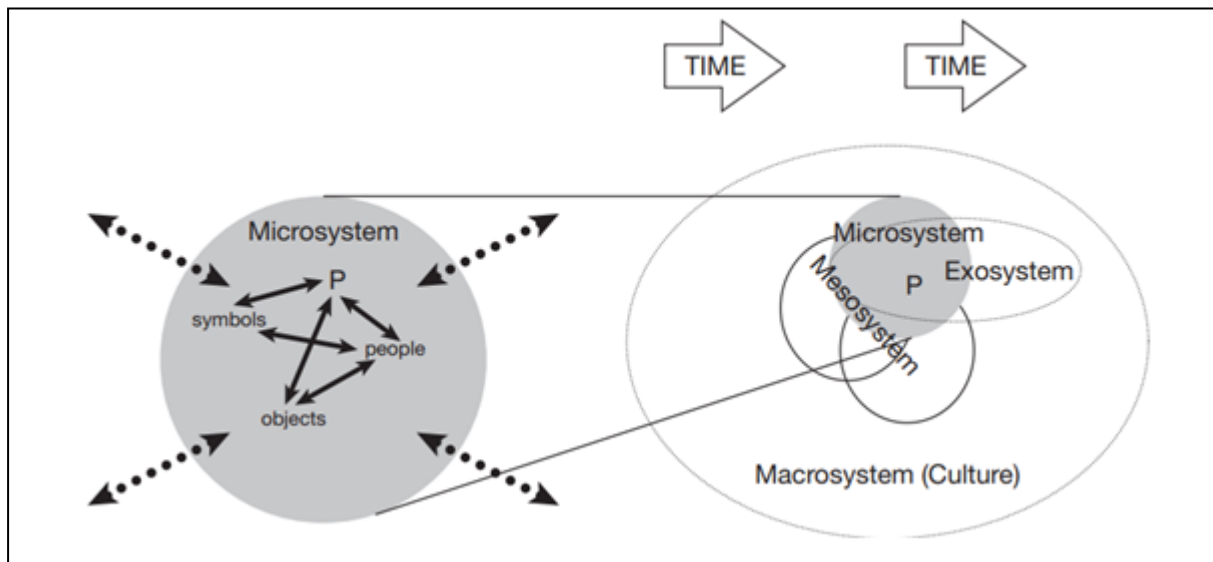 TIME
TIME
Microsystem
P
symbols
people
objects
Microsystem
P
Exosystem
Mesosystem
Macrosystem (Culture)